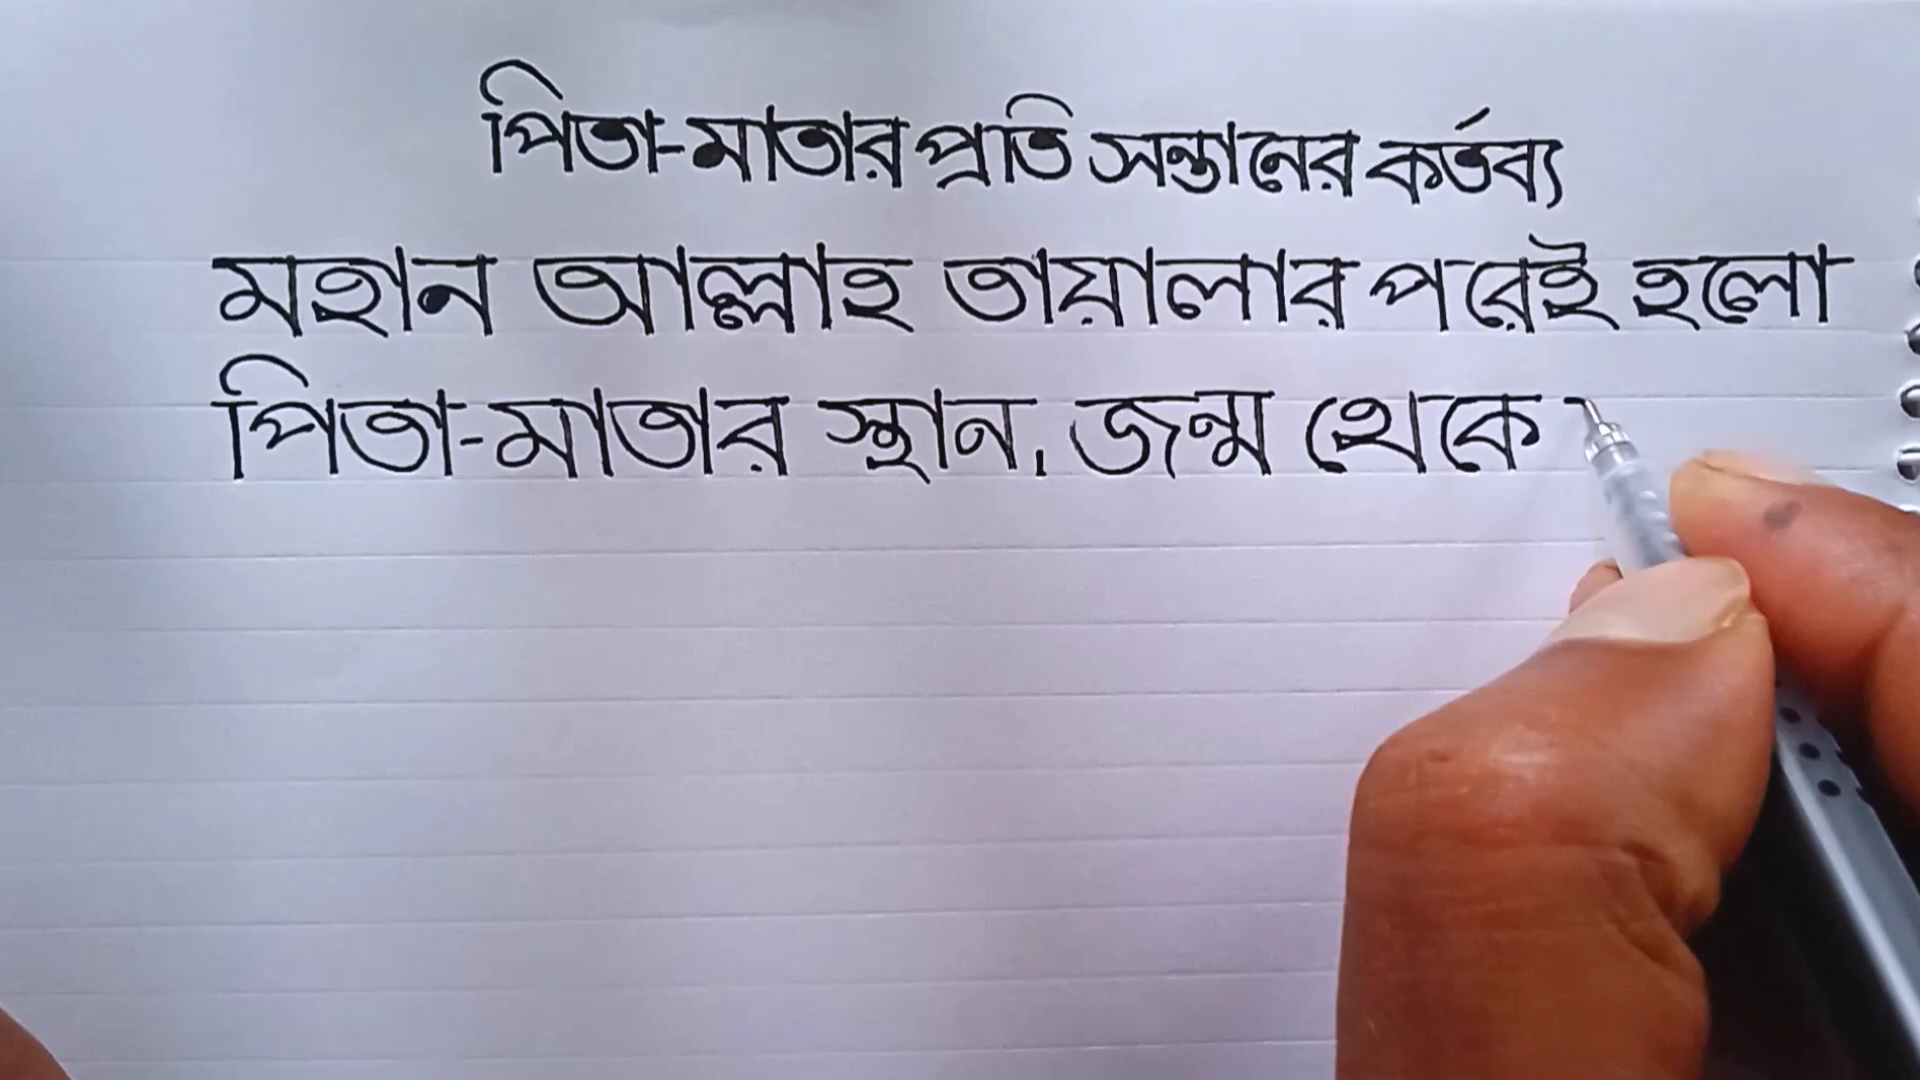 পিতা-মাতার প্রতি সন্তানের কর্তব্য
মহান আল্লাহ তায়ালার পরেই হলো
পিতা-মাতার স্থান, জন্ম থেকে